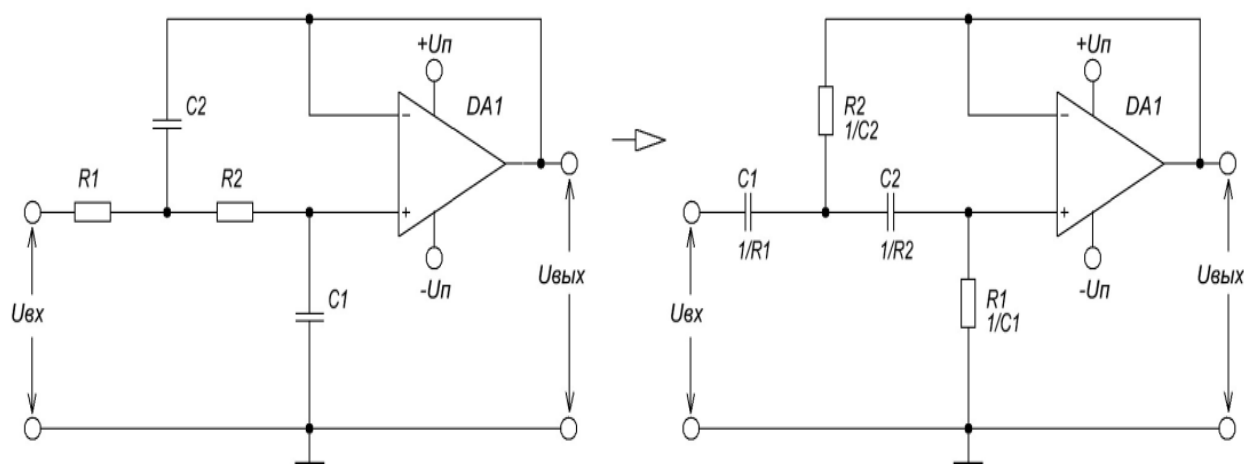 +Uп
C2
DA1
R1
R2
−
+
-Uп
C1
Uвх
Uвых
+Uп
R2
1/C2
DA1
C1
1/R1
C2
1/R2
−
+
-Uп
R1
1/C1
Uвх
Uвых